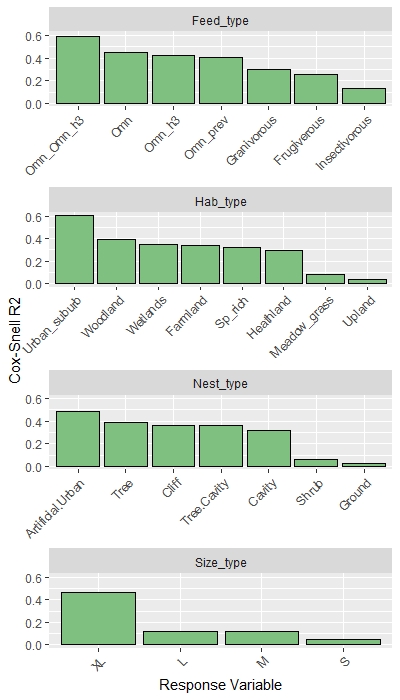 Feed_type
0.6
0.4
0.2
0.0
Omn_Omn_h3
Omn
Omn_h3
Omn_prev
Granivorous
Frugiverous
Insectivorous
Hab_type
0.6
0.4
0.2
0.0
Urban_suburb
Woodland
Wetlands
Farmland
Sp_rich
Heathland
Meadow_grass
Upland
Cox-Snell R2
Nest_type
0.6
0.4
0.2
0.0
Artificial.Urban
Tree
Cliff
Tree.Cavity
Cavity
Shrub
Ground
Size_type
0.6
0.4
0.2
0.0
XL
L
M
S
Response Variable